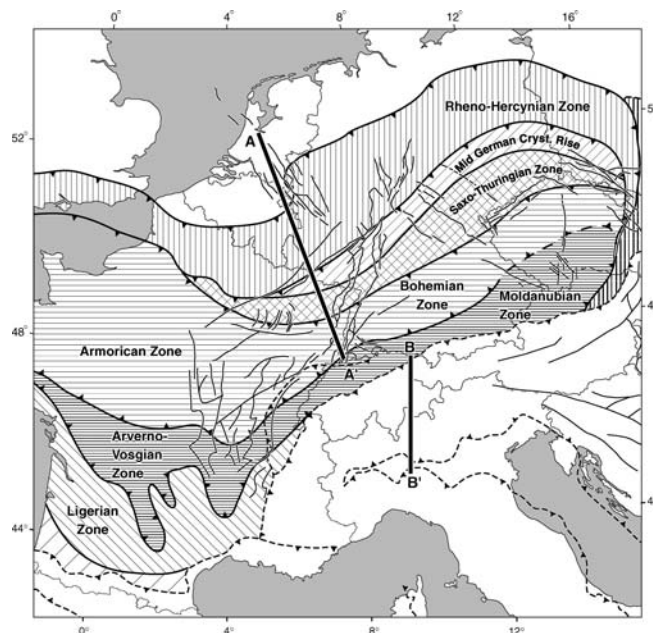 0° 4° 8° 12° 16°
Rheno-Hercynian Zone
52°
A
Mid German Cryst. Rise
Saxo-Thuringian Zone
Bohemian
Zone
Moldanubian
Zone
48°
Armorican Zone
B
A'
Arverno-
Vosgian
Zone
B'
Ligerian
Zone
44°
0° 4° 8° 12°